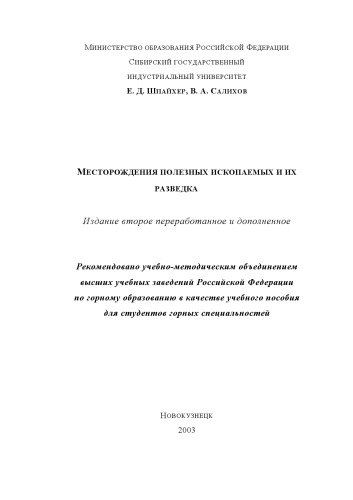 Министерство образования Российской Федерации
Сибирский государственный
индустриальный университет
Е. Д. Шпайхер, В. А. Салихов
Месторождения полезных ископаемых и их
разведка
Издание второе переработанное и дополненное
Рекомендовано учебно-методическим объединением
высших учебных заведений Российской Федерации
по горному образованию в качестве учебного пособия
для студентов горных специальностей
Новокузнецк
2003